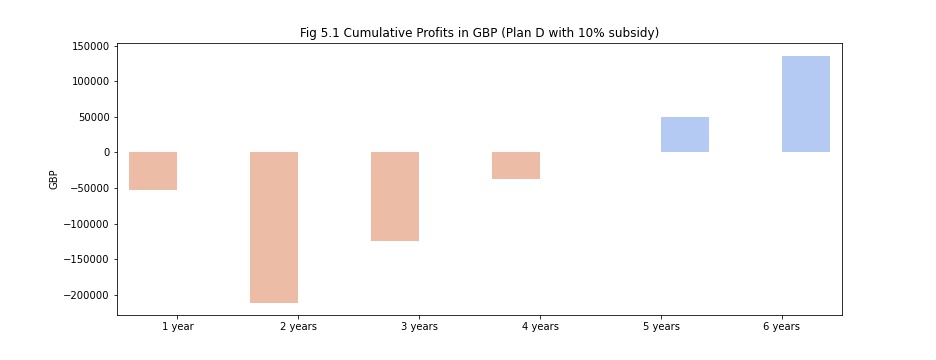 Fig 5.1 Cumulative Profits in GBP (Plan D with 10% subsidy)
150000
100000
50000
0
−50000
−100000
−150000
−200000
GBP
1 year 2 years 3 years 4 years 5 years 6 years